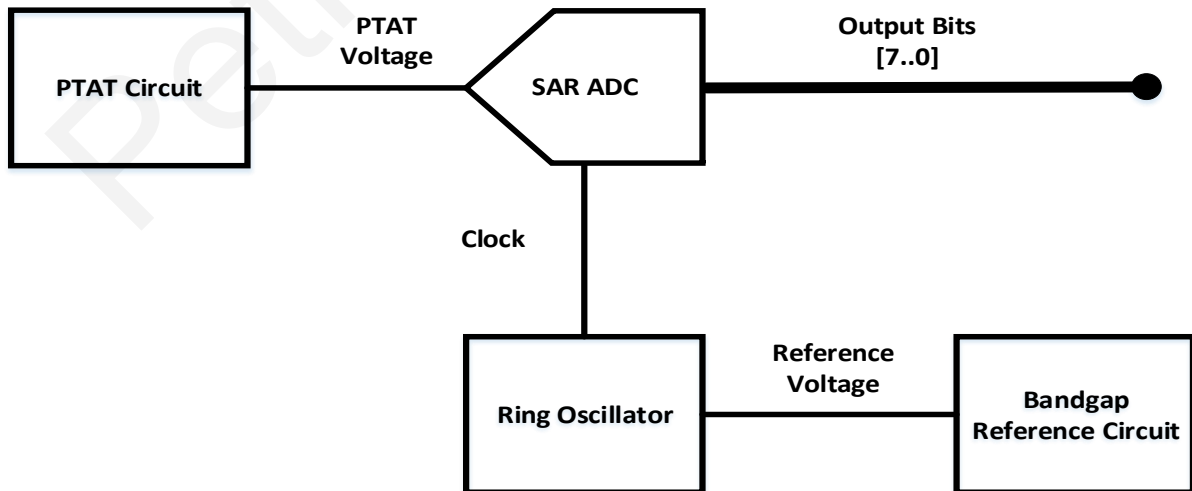 PTAT
Voltage
Output Bits
[7..0]
PTAT Circuit
SAR ADC
Clock
Reference
Voltage
Ring Oscillator
Bandgap
Reference Circuit